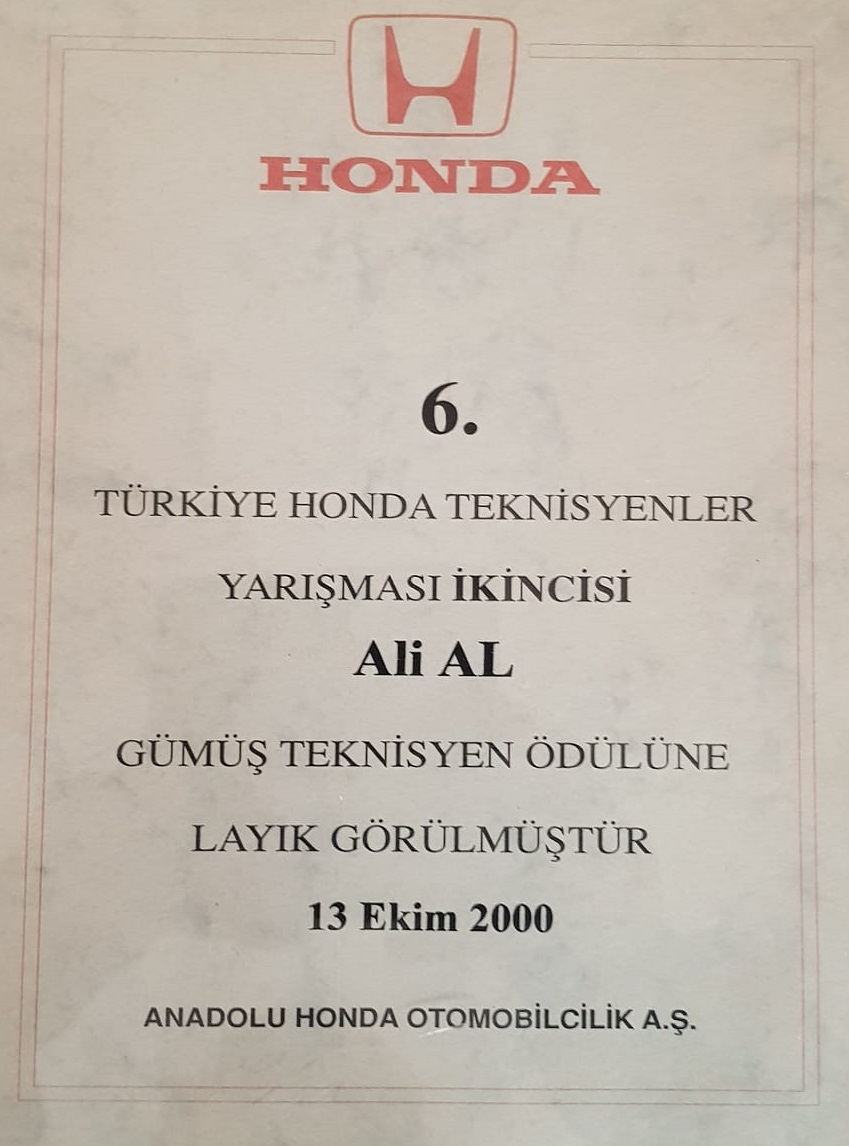 HONDA
6.
TÜRKİYE HONDA TEKNİSYENLER
YARIŞMASI İKİNCİSİ
Ali AL
GÜMÜŞ TEKNİSYEN ÖDÜLÜNE
LAYIK GÖRÜLMÜŞTÜR
13 Ekim 2000
ANADOLU HONDA OTOMOBİLCİLİK A.Ş.